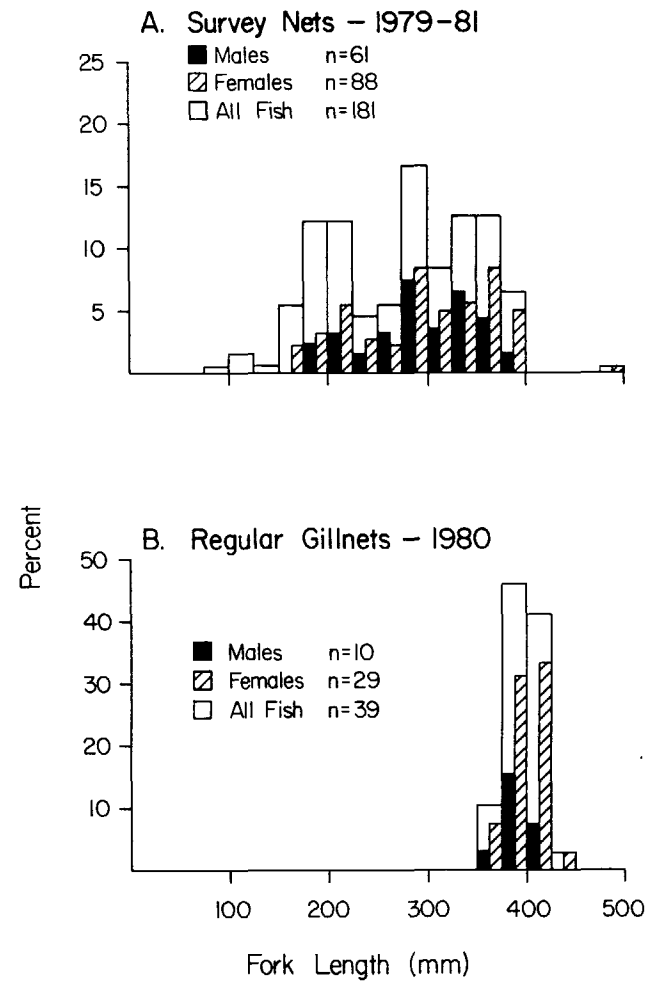 A. Survey Nets – 1979–81
Males n=61
Females n=88
All Fish n=181
25
20
15
10
5
Percent
B. Regular Gillnets – 1980
50
40
30
20
10
Males n=10
Females n=29
All Fish n=39
100 200 300 400 500
Fork Length (mm)